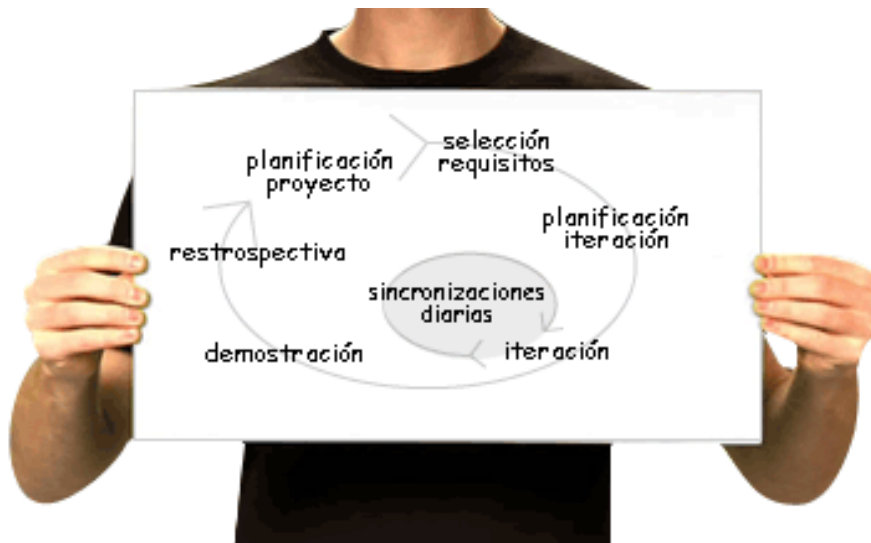 planificación
proyecto
selección
requisitos
planificación
iteración
sincronizaciones
diarias
iteración
demostración
restrospectiva